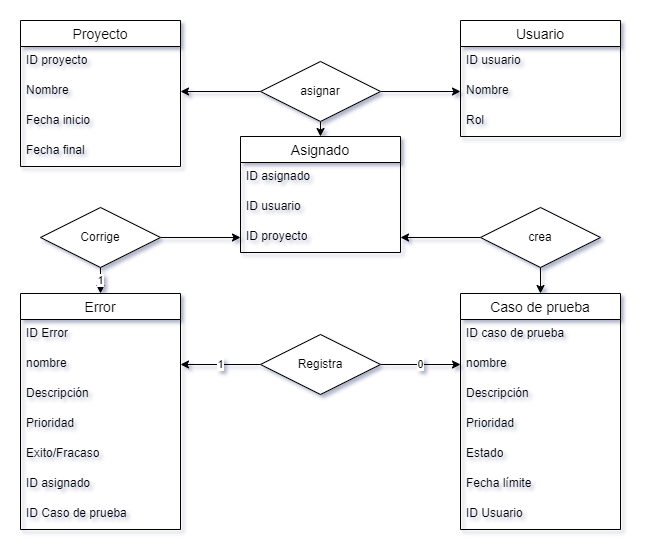 Proyecto
ID proyecto
Nombre
Fecha inicio
Fecha final
asignar
Usuario
ID usuario
Nombre
Rol
Asignado
ID asignado
ID usuario
ID proyecto
Corrige
1
crea
Error
ID Error
nombre
Descripción
Prioridad
Exito/Fracaso
ID asignado
ID Caso de prueba
1
Registra
0
Caso de prueba
ID caso de prueba
nombre
Descripción
Prioridad
Estado
Fecha límite
ID Usuario